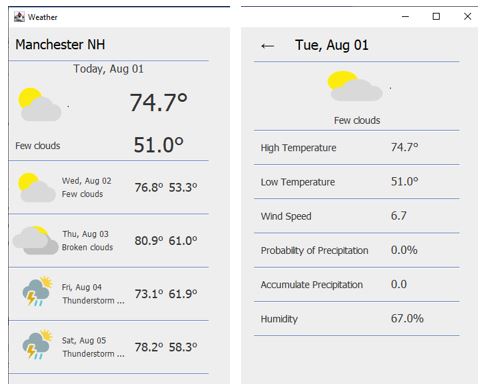 Weather
Manchester NH
Today, Aug 01
74.7°
Few clouds
51.0°
Wed, Aug 02
Few clouds
76.8° 53.3°
Thu, Aug 03
Broken clouds
80.9° 61.0°
Fri, Aug 04
Thunderstorm ...
73.1° 61.9°
Sat, Aug 05
Thunderstorm ...
78.2° 58.3°
← Tue, Aug 01
Few clouds
High Temperature 74.7°
Low Temperature 51.0°
Wind Speed 6.7
Probability of Precipitation 0.0%
Accumulate Precipitation 0.0
Humidity 67.0%